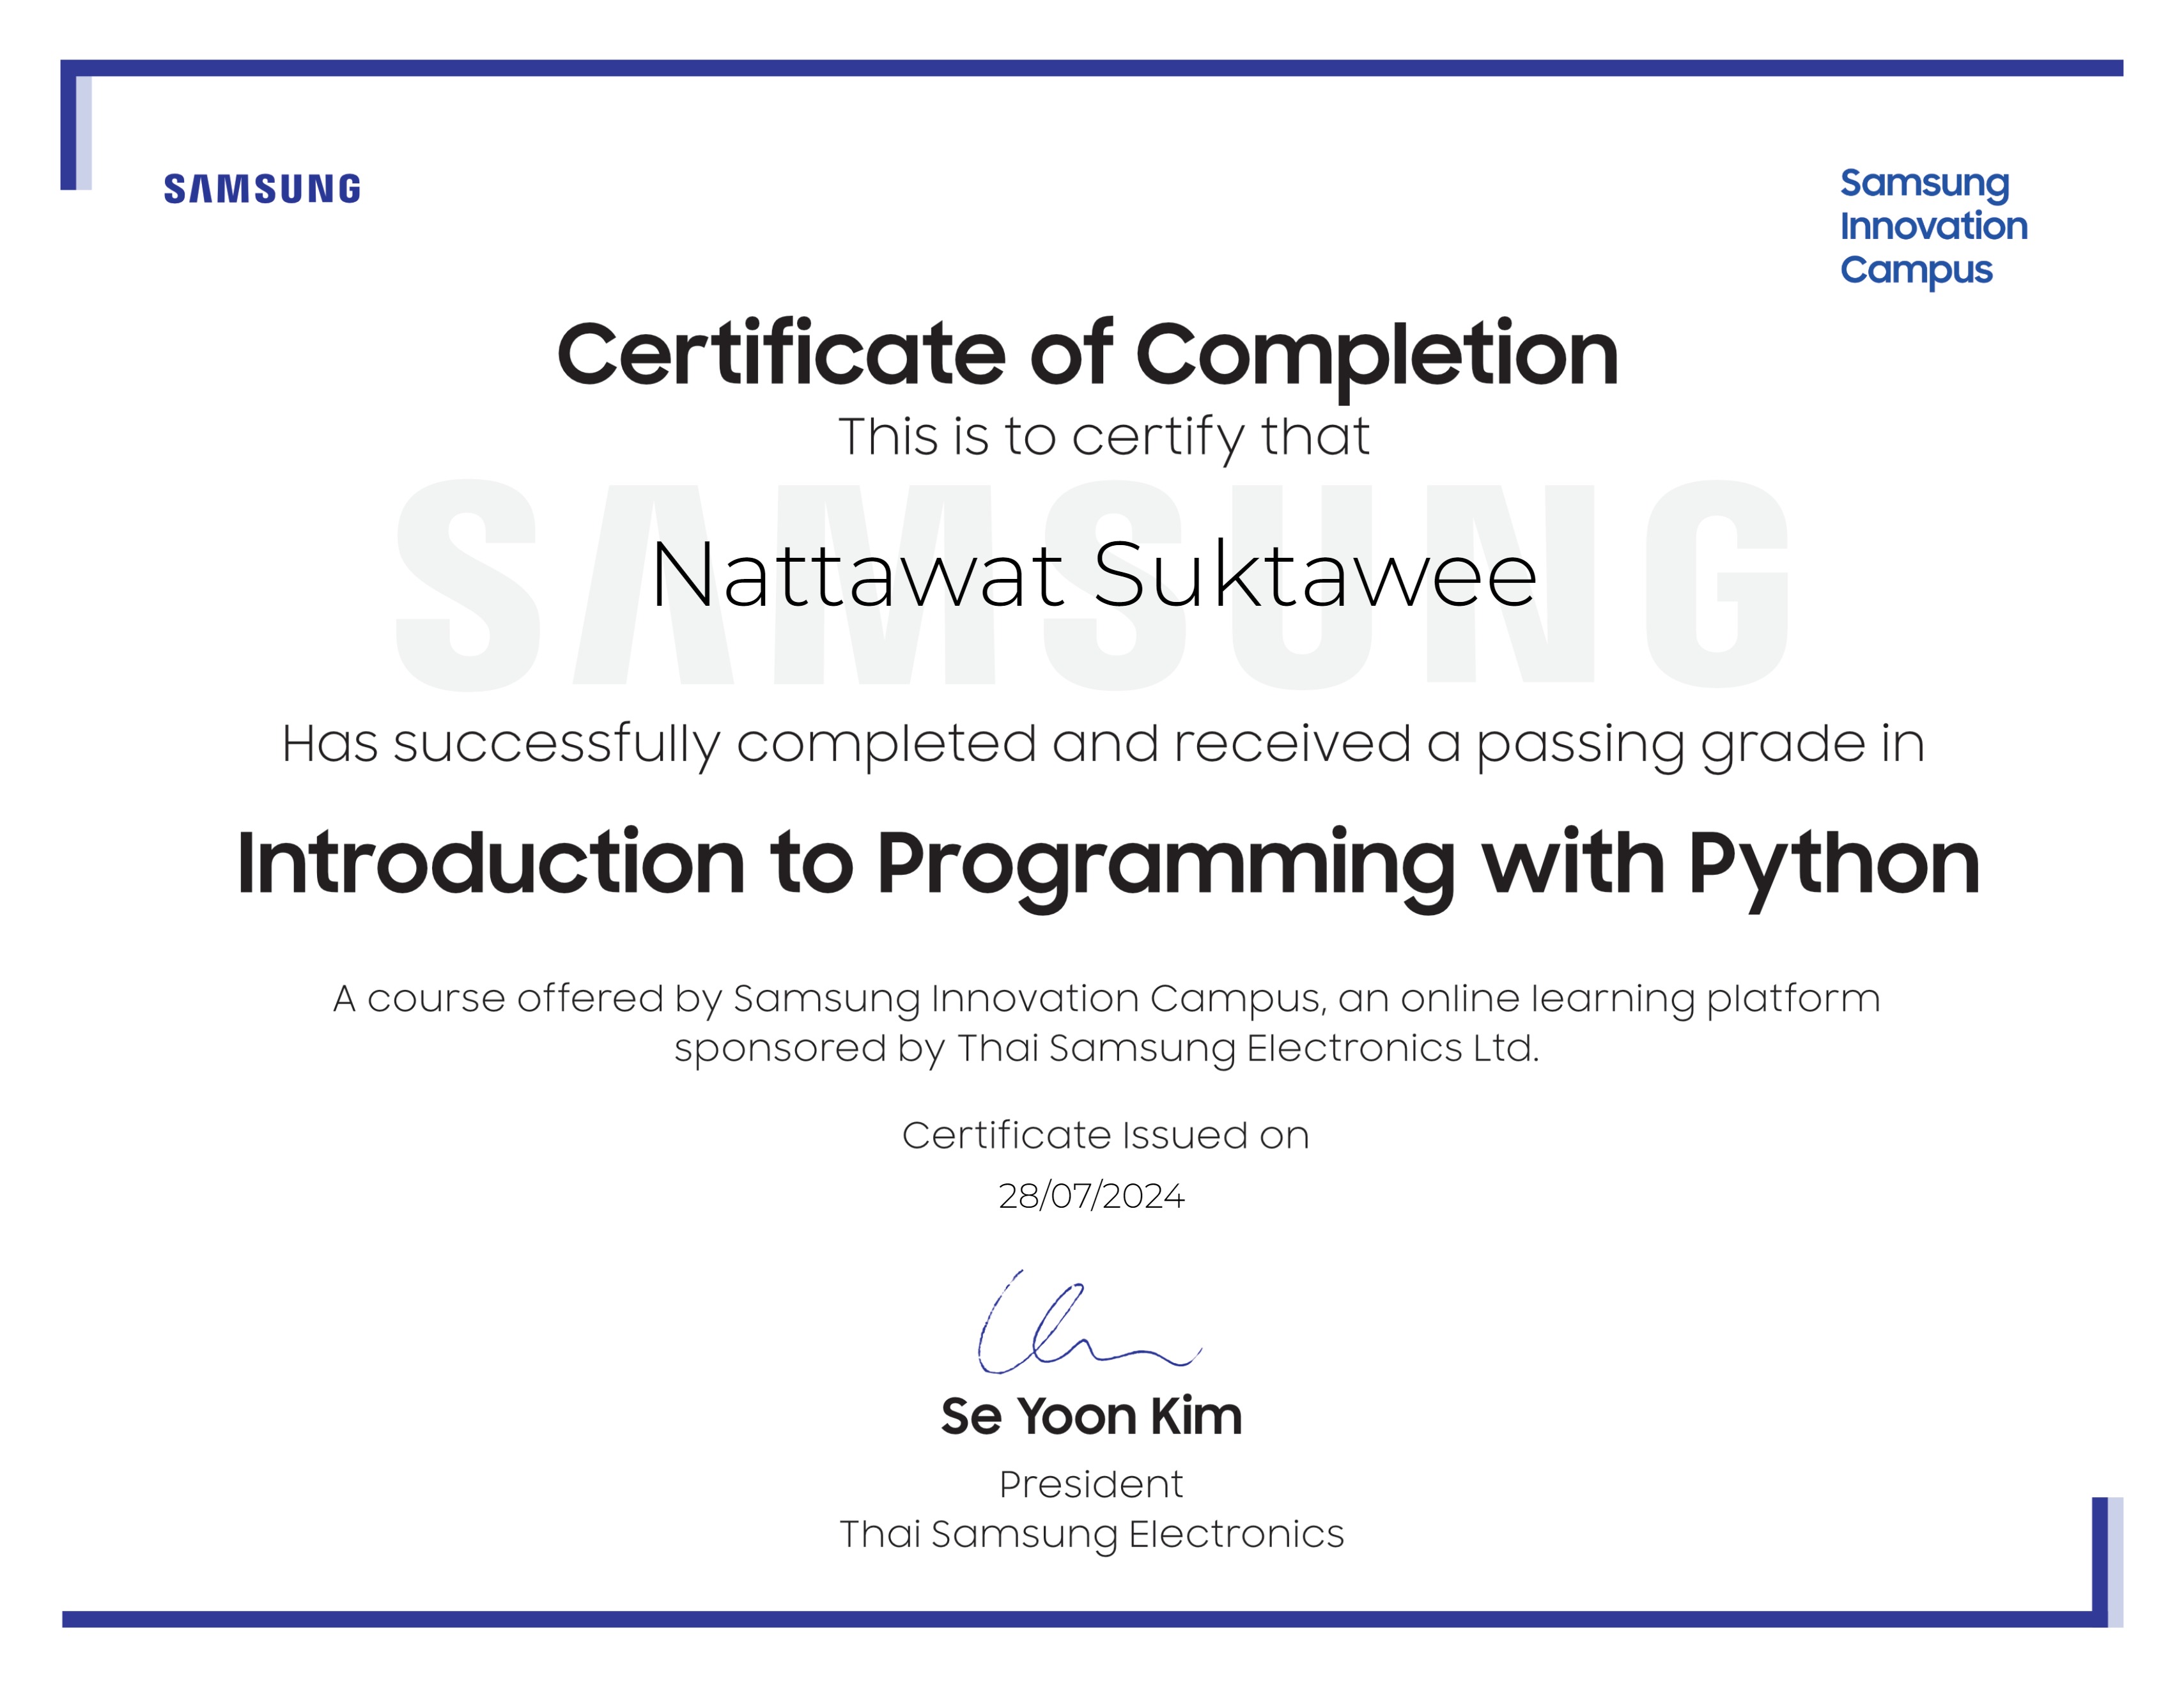 SAMSUNG
Samsung
Innovation
Campus
Certificate of Completion
This is to certify that
SAMSUNG
Nattawat Suktawee
Has successfully completed and received a passing grade in
Introduction to Programming with Python
A course offered by Samsung Innovation Campus, an online learning platform
sponsored by Thai Samsung Electronics Ltd.
Certificate Issued on
28/07/2024
Se Yoon Kim
President
Thai Samsung Electronics